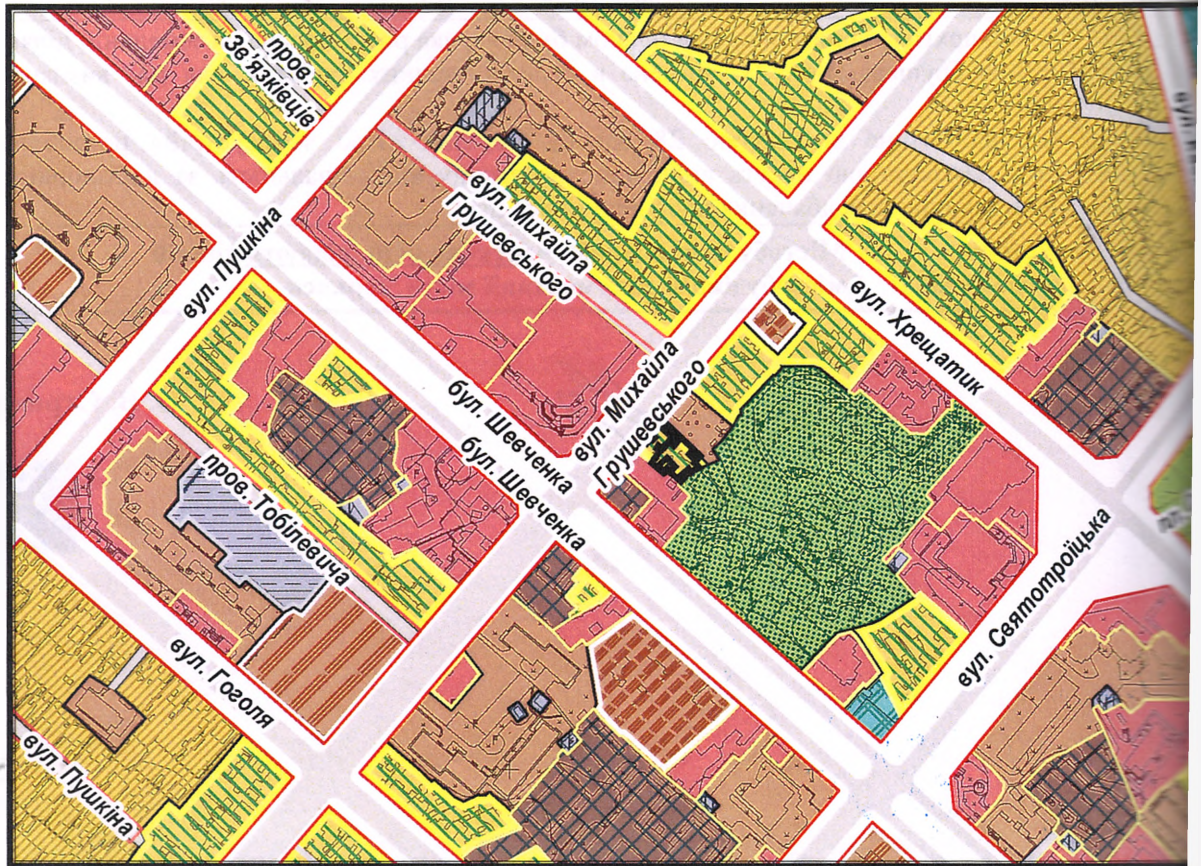 пров.
Зв'язківців
вул. Пушкіна
вул. Михайла
Грушевського
вул. Хрещатик
вул. Михайла
Грушевського
бул. Шевченка
бул. Шевченка
пров. Тобілевича
вул. Святотроїцька
вул. Гоголя
вул. Пушкіна